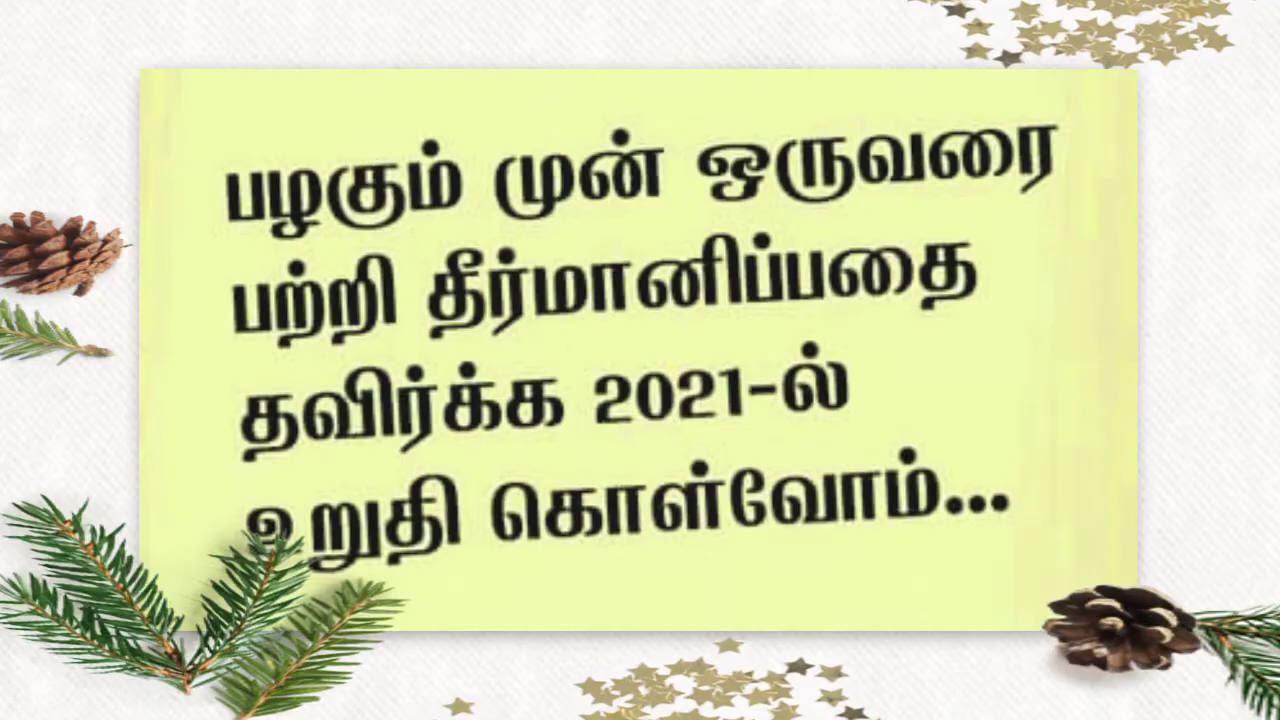 பழகும் முன் ஒருவரை
பற்றி தீர்மானிப்பதை
தவிர்க்க 2021-ல்
உறுதி கொள்வோம்...